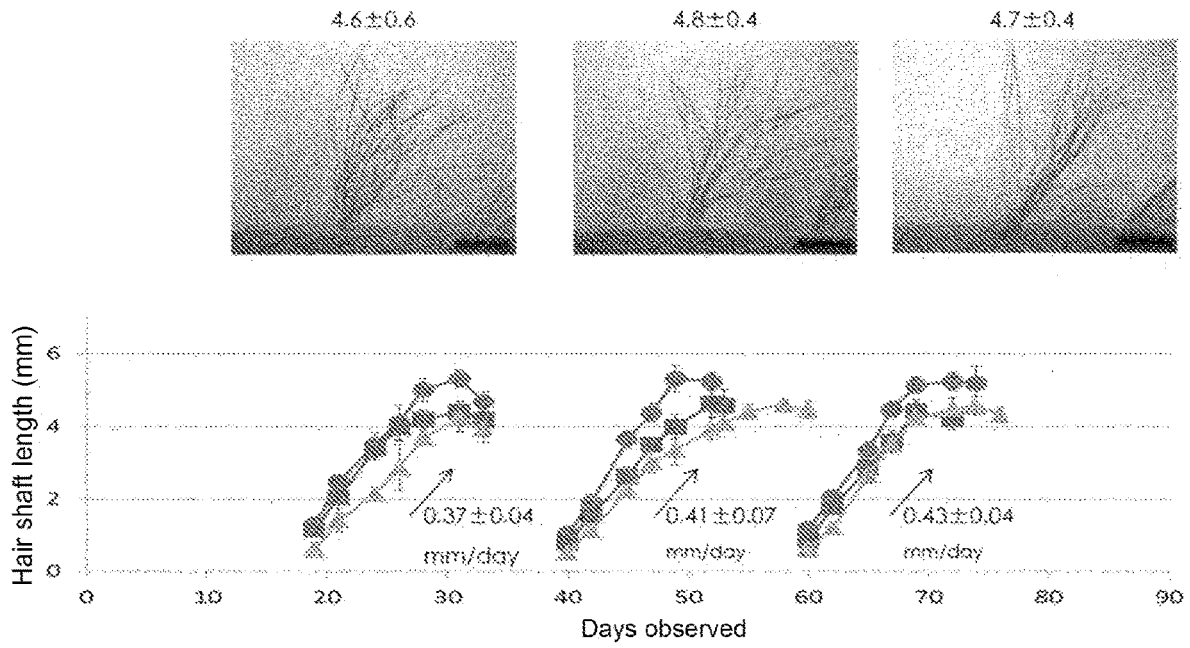 4.6±0.6
4.8±0.4
4.7±0.4
Hair shaft length (mm)
6
4
2
0
0.37±0.04
mm/day
0.41±0.07
mm/day
0.43±0.04
mm/day
0 10 20 30 40 50 60 70 80 90
Days observed